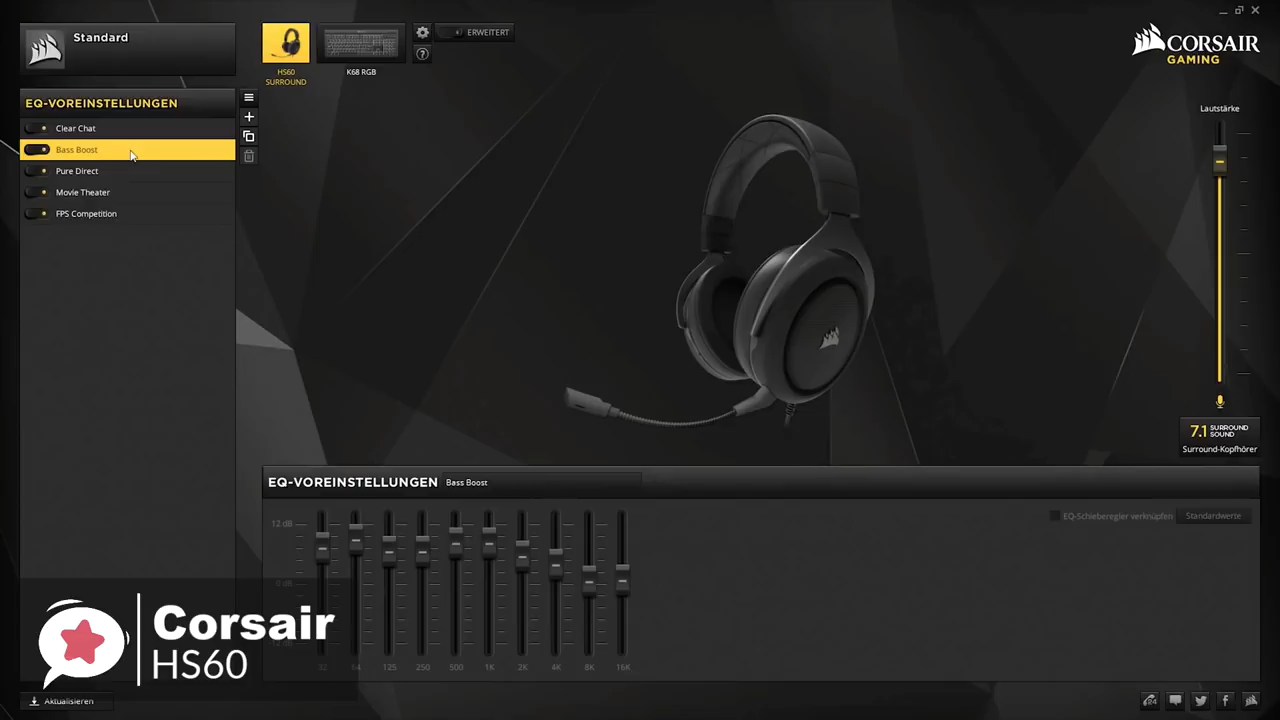 Standard
HS60
SURROUND
K68 RGB
ERWEITERT
CORSAIR
GAMING
EQ-VOREINSTELLUNGEN
Clear Chat
Bass Boost
Pure Direct
Movie Theater
FPS Competition
Lautstärke
7.1 SURROUND
SOUND
Surround-Kopfhörer
EQ-VOREINSTELLUNGEN Bass Boost
EQ-Schieberegler verknüpfen Standardwerte
12 dB
0 dB
32 64 125 250 500 1K 2K 4K 8K 16K
Corsair
HS60
Aktualisieren
24